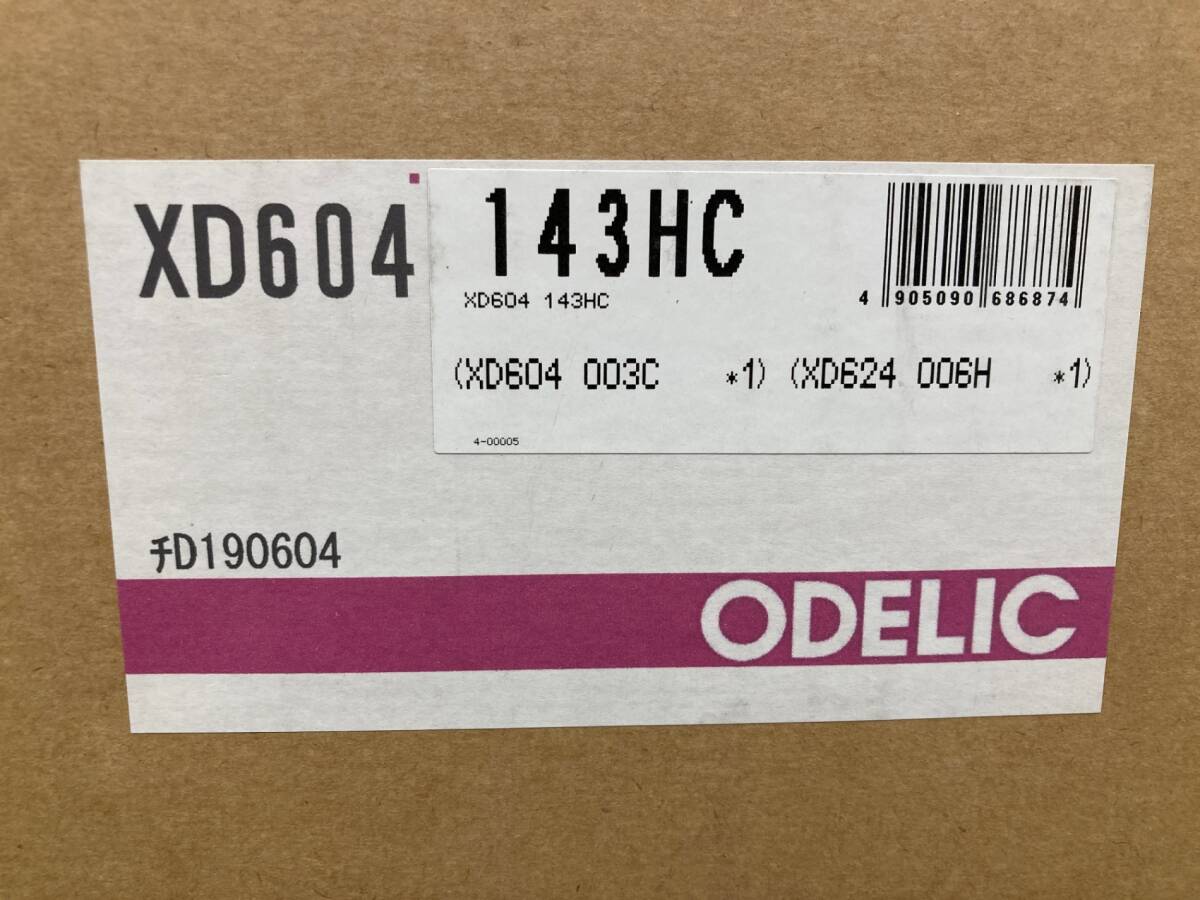 XD604 143HC
XD604 143HC
4 905090 686874
(XD604 003C *1) (XD624 006H *1)
4-00005
ﾁD190604
ODELIC